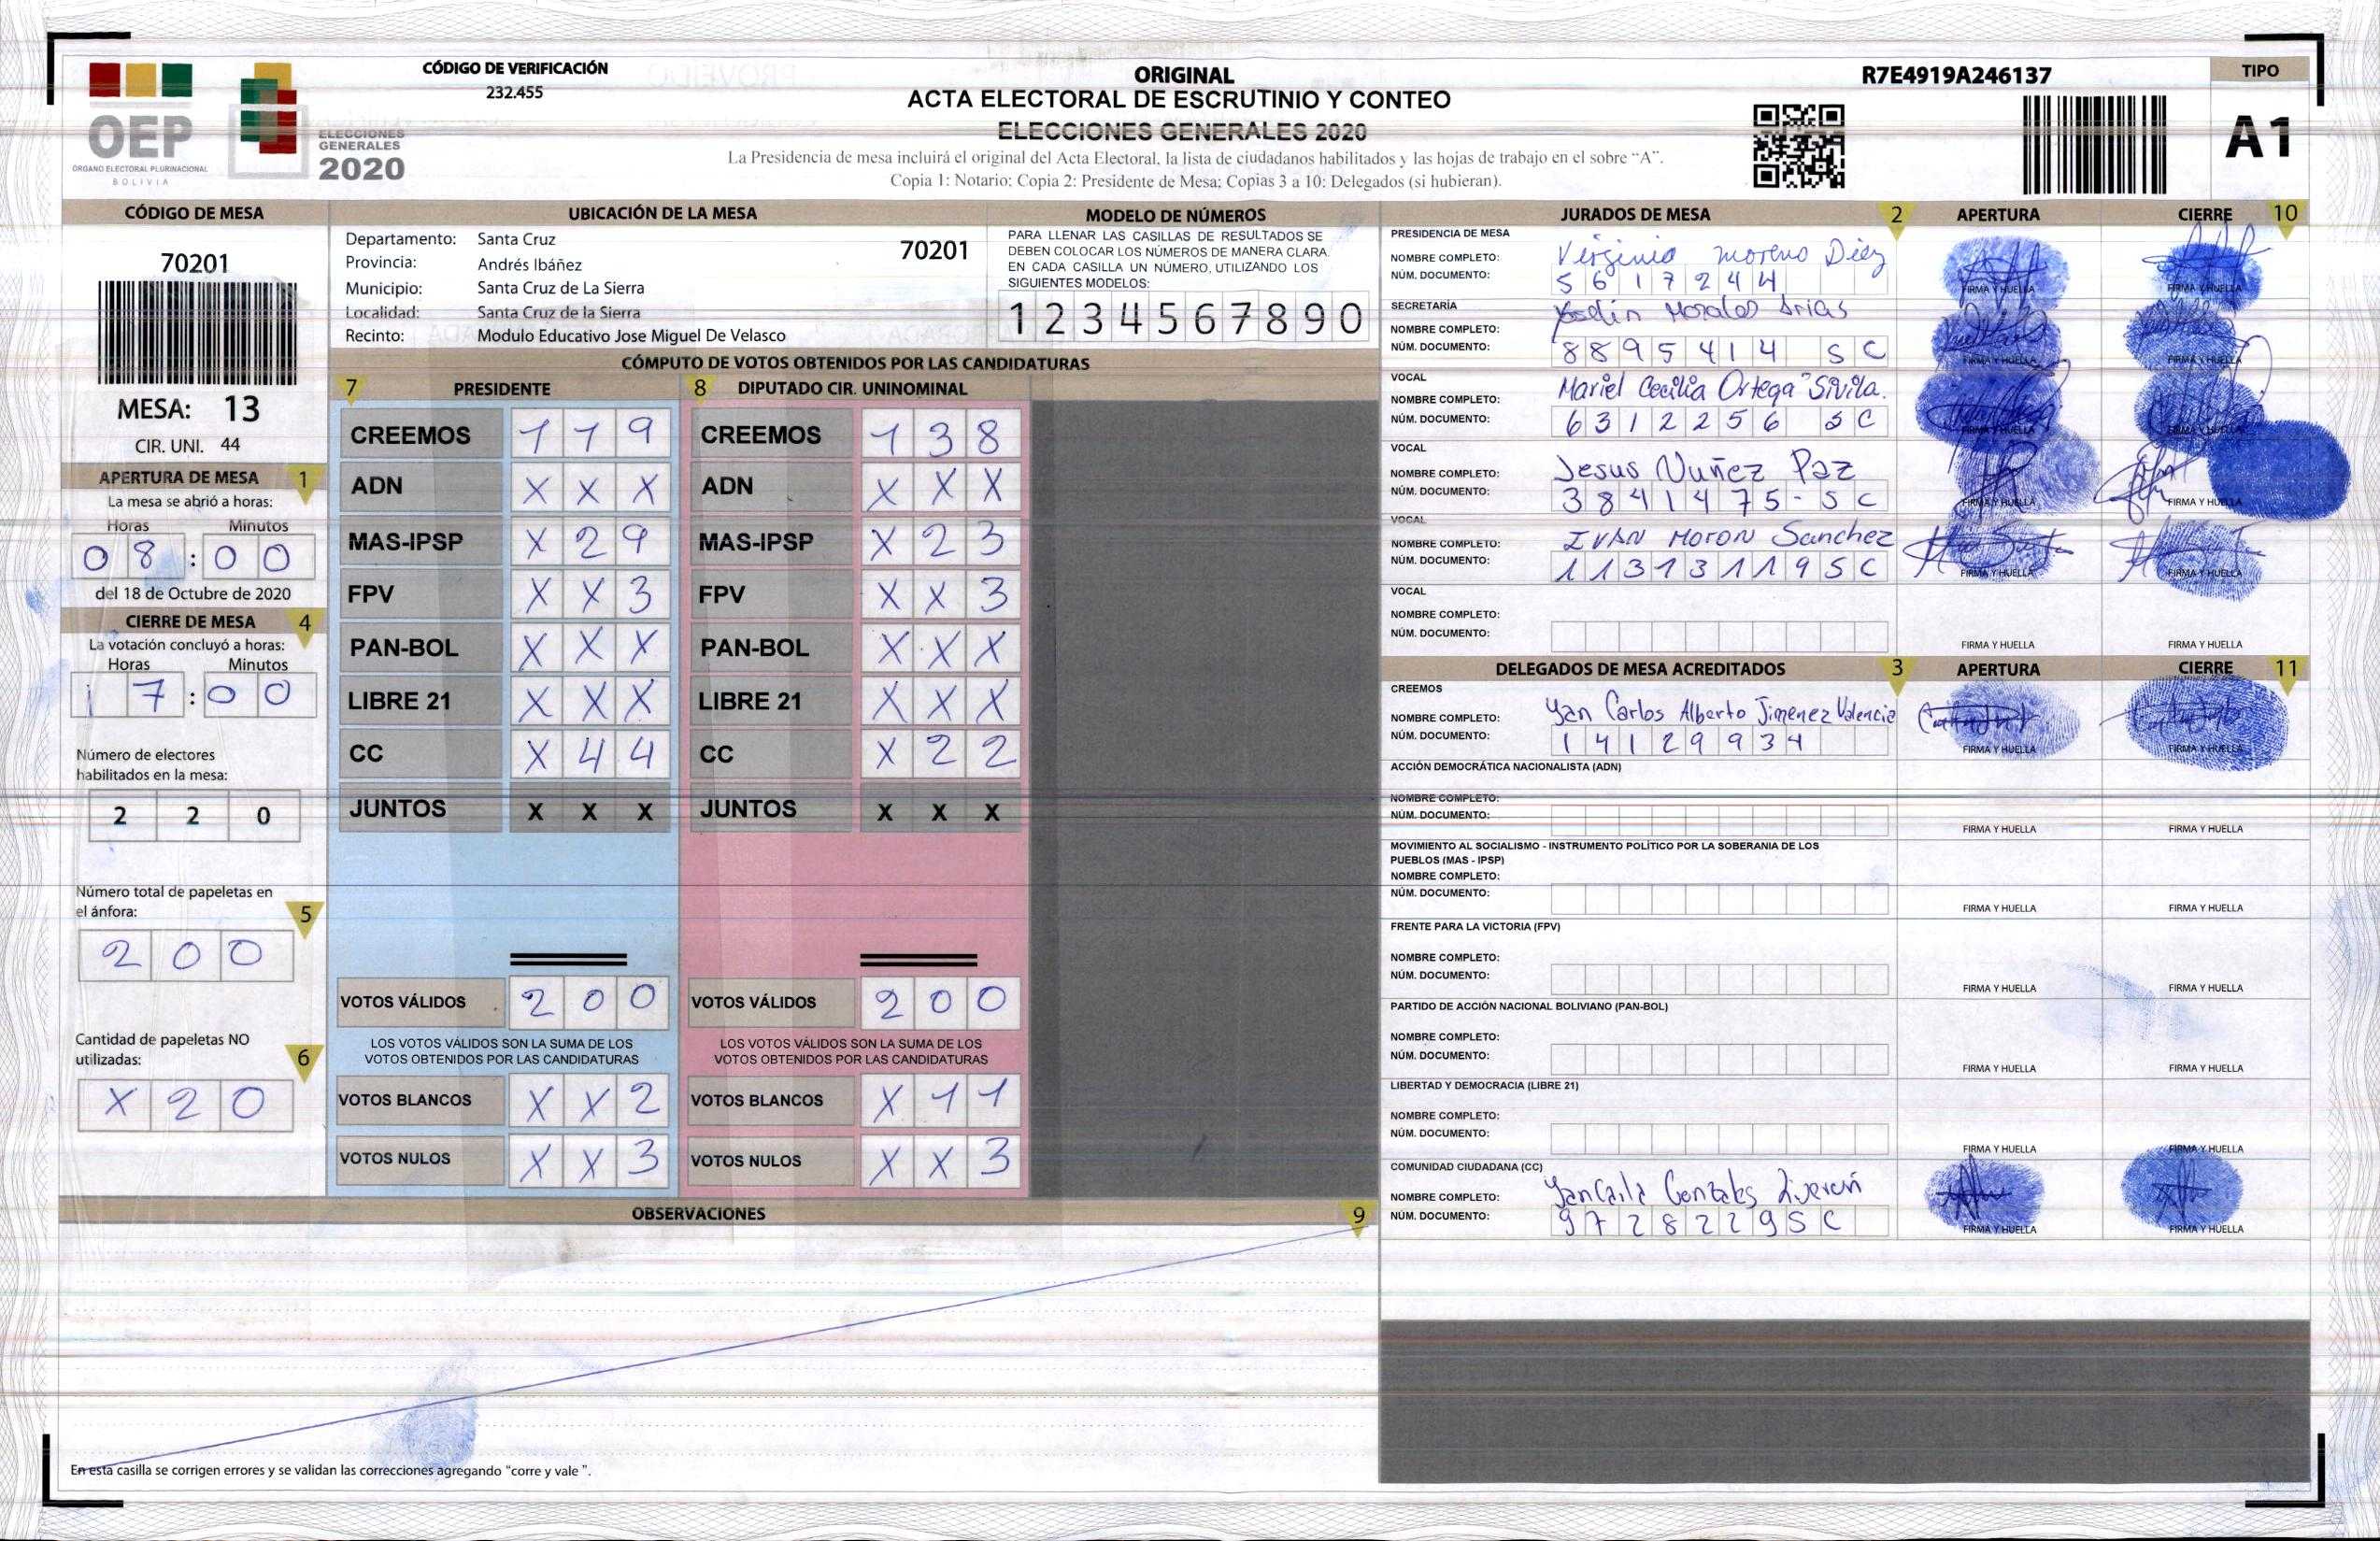 OEP
ÓRGANO ELECTORAL PLURINACIONAL
BOLIVIA
ELECCIONES
GENERALES
2020
CÓDIGO DE VERIFICACIÓN
232.455
ORIGINAL
ACTA ELECTORAL DE ESCRUTINIO Y CONTEO
ELECCIONES GENERALES 2020
La Presidencia de mesa incluirá el original del Acta Electoral, la lista de ciudadanos habilitados y las hojas de trabajo en el sobre “A”.
Copia 1: Notario; Copia 2: Presidente de Mesa; Copias 3 a 10: Delegados (si hubieran).
R7E4919A246137
TIPO
A1
CÓDIGO DE MESA
70201
MESA: 13
CIR. UNI. 44
APERTURA DE MESA 1
La mesa se abrió a horas:
Horas Minutos
0 8 : 0 0
del 18 de Octubre de 2020
CIERRE DE MESA 4
La votación concluyó a horas:
Horas Minutos
1 7 : 0 0
Número de electores
habilitados en la mesa:
2 2 0
Número total de papeletas en
el ánfora: 5
2 0 0
Cantidad de papeletas NO
utilizadas: 6
X 2 0
UBICACIÓN DE LA MESA
Departamento: Santa Cruz 70201
Provincia: Andrés Ibáñez
Municipio: Santa Cruz de La Sierra
Localidad: Santa Cruz de la Sierra
Recinto: Modulo Educativo Jose Miguel De Velasco
MODELO DE NÚMEROS
PARA LLENAR LAS CASILLAS DE RESULTADOS SE
DEBEN COLOCAR LOS NÚMEROS DE MANERA CLARA.
EN CADA CASILLA UN NÚMERO, UTILIZANDO LOS
SIGUIENTES MODELOS:
1 2 3 4 5 6 7 8 9 0
CÓMPUTO DE VOTOS OBTENIDOS POR LAS CANDIDATURAS
7 PRESIDENTE 8 DIPUTADO CIR. UNINOMINAL
CREEMOS 1 1 9 CREEMOS 1 3 8
ADN X X X ADN X X X
MAS-IPSP X 2 9 MAS-IPSP X 2 3
FPV X X 3 FPV X X 3
PAN-BOL X X X PAN-BOL X X X
LIBRE 21 X X X LIBRE 21 X X X
CC X 4 4 CC X 2 2
JUNTOS X X X JUNTOS X X X
VOTOS VÁLIDOS 2 0 0 VOTOS VÁLIDOS 2 0 0
LOS VOTOS VÁLIDOS SON LA SUMA DE LOS LOS VOTOS VÁLIDOS SON LA SUMA DE LOS
VOTOS OBTENIDOS POR LAS CANDIDATURAS VOTOS OBTENIDOS POR LAS CANDIDATURAS
VOTOS BLANCOS X X 2 VOTOS BLANCOS X 1 1
VOTOS NULOS X X 3 VOTOS NULOS X X 3
OBSERVACIONES 9
En esta casilla se corrigen errores y se validan las correcciones agregando “corre y vale ”.
JURADOS DE MESA 2 APERTURA CIERRE 10
PRESIDENCIA DE MESA
NOMBRE COMPLETO: Virginia Moreno Diez
NÚM. DOCUMENTO: 5 6 1 7 2 4 4 FIRMA Y HUELLA FIRMA Y HUELLA
SECRETARÍA
NOMBRE COMPLETO: Yoselin Morales Arias
NÚM. DOCUMENTO: 8 8 9 5 4 1 4 S C FIRMA Y HUELLA FIRMA Y HUELLA
VOCAL
NOMBRE COMPLETO: Mariel Cecilia Ortega Sivila.
NÚM. DOCUMENTO: 6 3 1 2 2 5 6 S C FIRMA Y HUELLA FIRMA Y HUELLA
VOCAL
NOMBRE COMPLETO: Jesus Nuñez Paz
NÚM. DOCUMENTO: 3 8 4 1 4 7 5 - S C FIRMA Y HUELLA FIRMA Y HUELLA
VOCAL
NOMBRE COMPLETO: IVAN MORON Sanchez
NÚM. DOCUMENTO: 1 1 3 1 3 1 1 9 S C FIRMA Y HUELLA FIRMA Y HUELLA
VOCAL
NOMBRE COMPLETO:
NÚM. DOCUMENTO: FIRMA Y HUELLA FIRMA Y HUELLA
DELEGADOS DE MESA ACREDITADOS 3 APERTURA CIERRE 11
CREEMOS
NOMBRE COMPLETO: Yan Carlos Alberto Jimenez Valencia
NÚM. DOCUMENTO: 1 4 1 2 9 9 3 4 FIRMA Y HUELLA FIRMA Y HUELLA
ACCIÓN DEMOCRÁTICA NACIONALISTA (ADN)
NOMBRE COMPLETO:
NÚM. DOCUMENTO: FIRMA Y HUELLA FIRMA Y HUELLA
MOVIMIENTO AL SOCIALISMO - INSTRUMENTO POLÍTICO POR LA SOBERANIA DE LOS
PUEBLOS (MAS - IPSP)
NOMBRE COMPLETO:
NÚM. DOCUMENTO: FIRMA Y HUELLA FIRMA Y HUELLA
FRENTE PARA LA VICTORIA (FPV)
NOMBRE COMPLETO:
NÚM. DOCUMENTO: FIRMA Y HUELLA FIRMA Y HUELLA
PARTIDO DE ACCIÓN NACIONAL BOLIVIANO (PAN-BOL)
NOMBRE COMPLETO:
NÚM. DOCUMENTO: FIRMA Y HUELLA FIRMA Y HUELLA
LIBERTAD Y DEMOCRACIA (LIBRE 21)
NOMBRE COMPLETO:
NÚM. DOCUMENTO: FIRMA Y HUELLA FIRMA Y HUELLA
COMUNIDAD CIUDADANA (CC)
NOMBRE COMPLETO: Gonzales
NÚM. DOCUMENTO: 9 7 2 8 2 2 9 S C FIRMA Y HUELLA FIRMA Y HUELLA